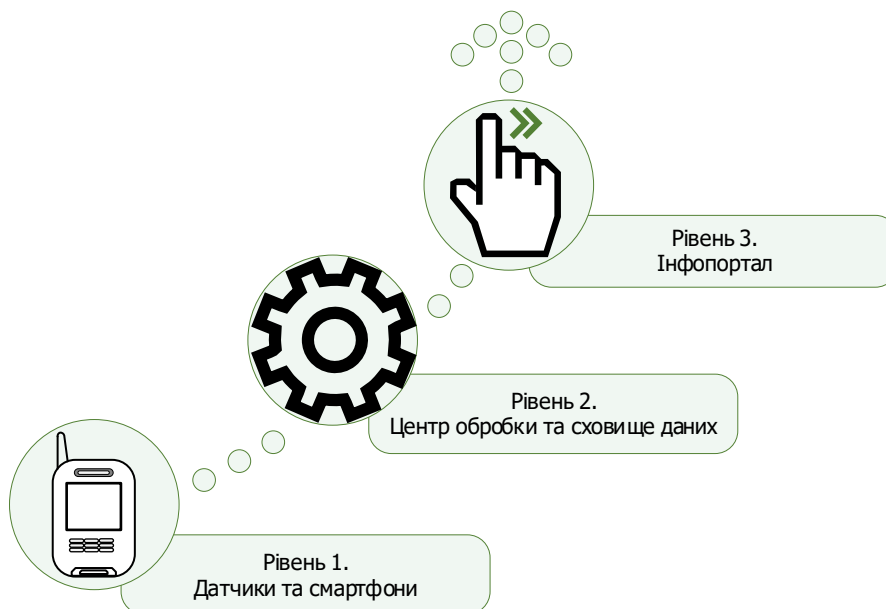 Рівень 3.
Інфопортал
Рівень 2.
Центр обробки та сховище даних
Рівень 1.
Датчики та смартфони